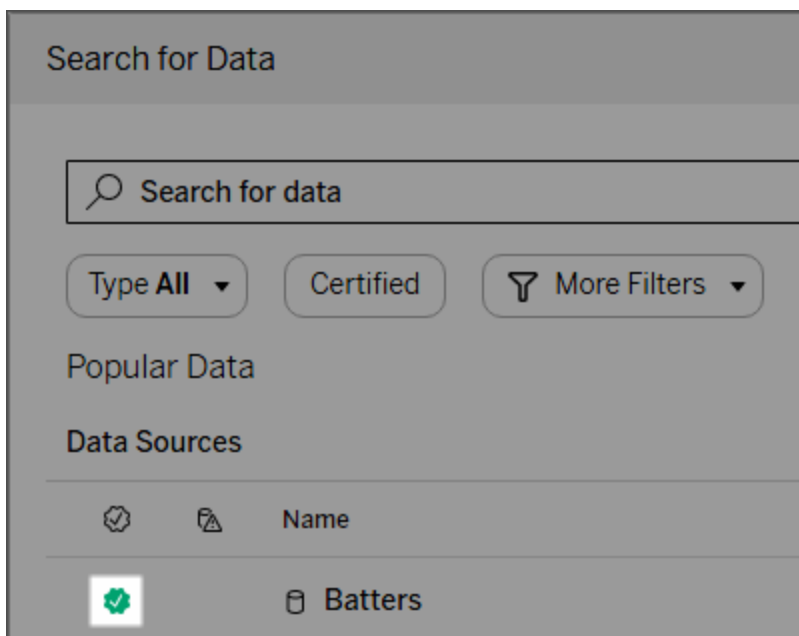 Search for Data
Search for data
Type All Certified More Filters
Popular Data
Data Sources
Name
Batters